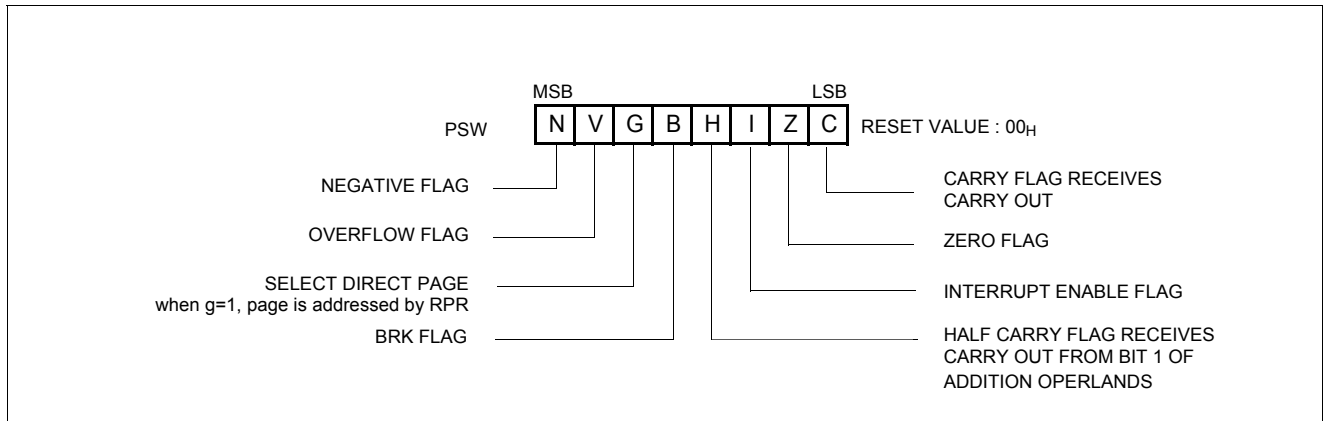 MSB LSB
PSW N V G B H I Z C RESET VALUE : 00H
NEGATIVE FLAG
OVERFLOW FLAG
SELECT DIRECT PAGE
when g=1, page is addressed by RPR
BRK FLAG
CARRY FLAG RECEIVES
CARRY OUT
ZERO FLAG
INTERRUPT ENABLE FLAG
HALF CARRY FLAG RECEIVES
CARRY OUT FROM BIT 1 OF
ADDITION OPERLANDS